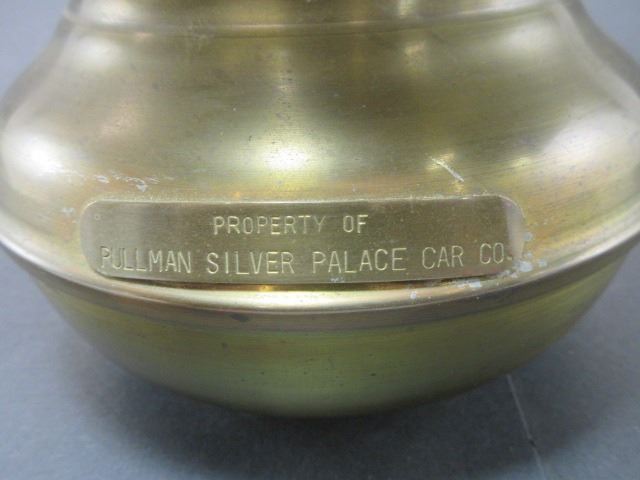 PROPERTY OF
PULLMAN SILVER PALACE CAR CO.